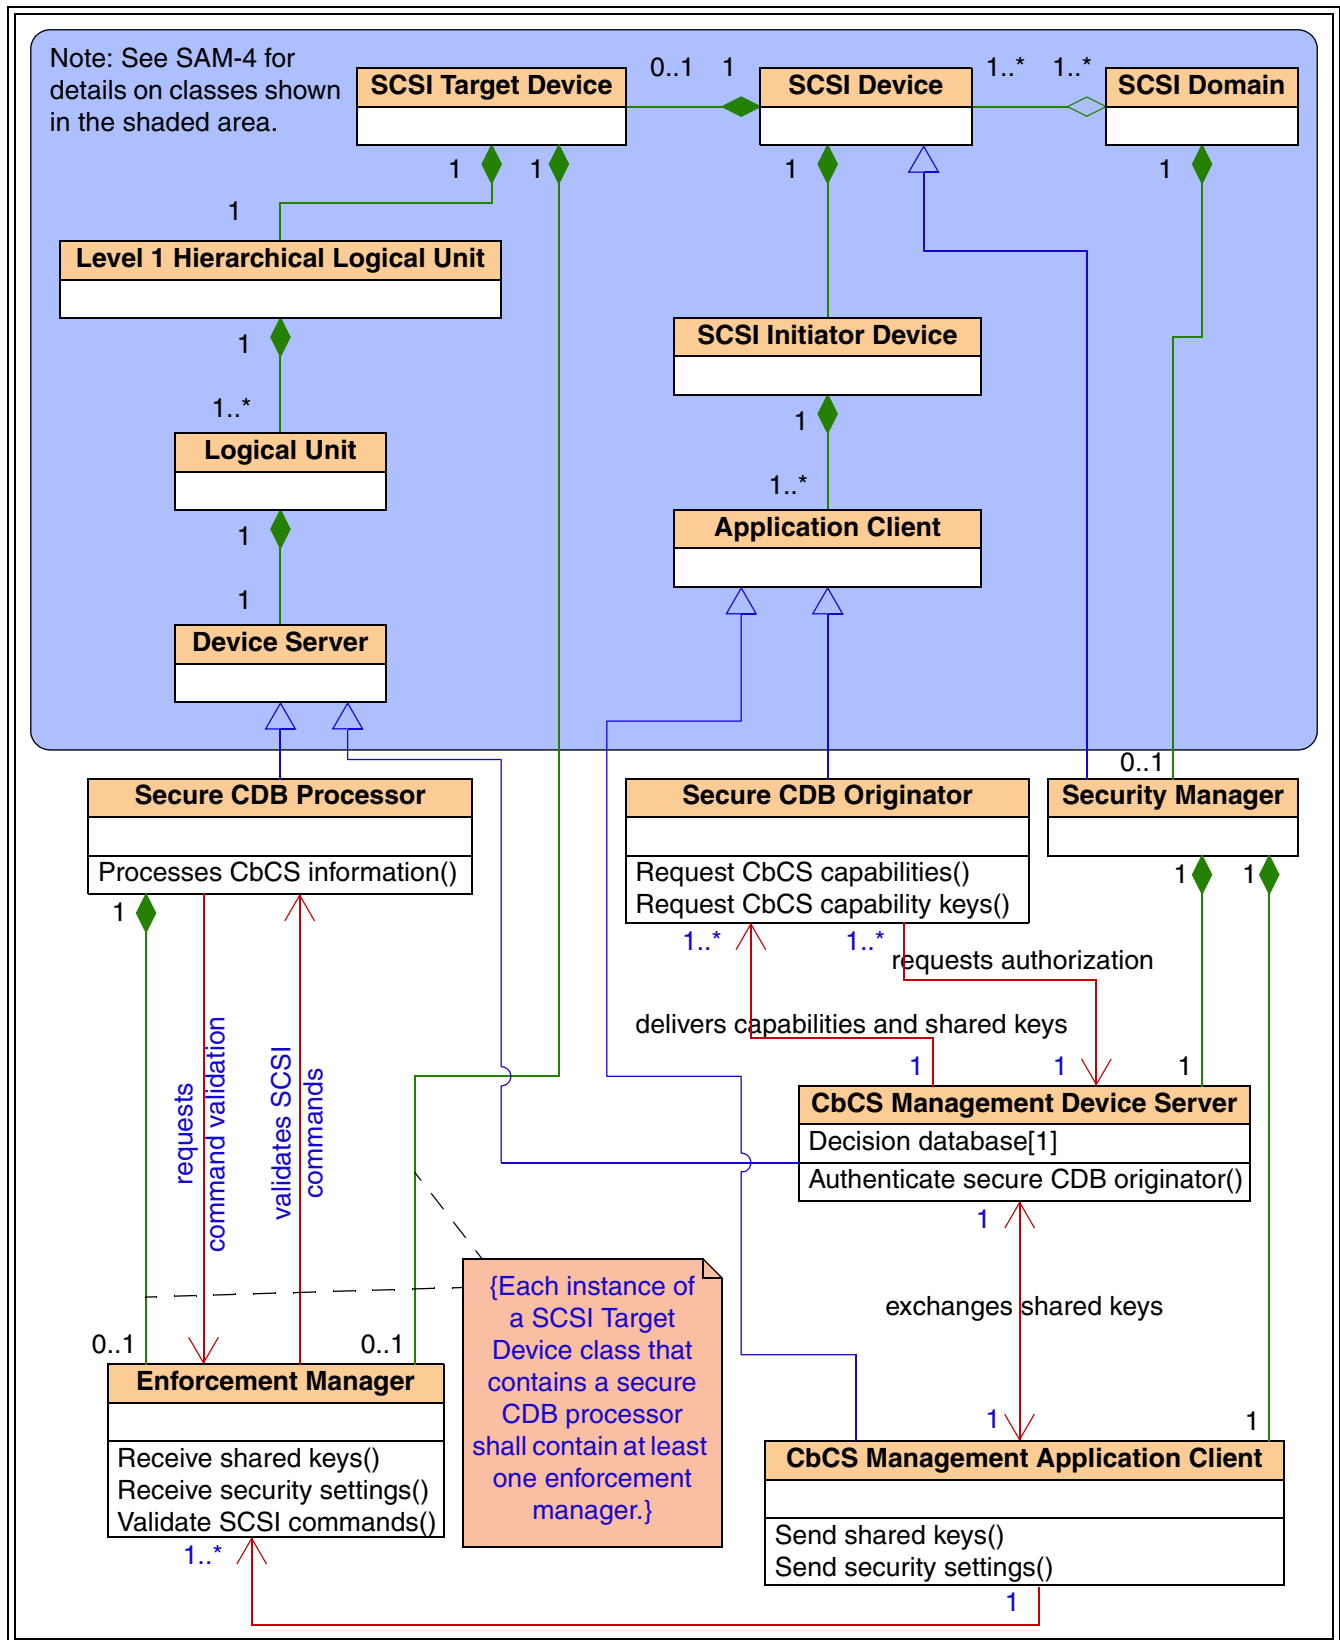 Note: See SAM-4 for
details on classes shown
in the shaded area.
SCSI Target Device
0..1
1
SCSI Device
1..*
1..*
SCSI Domain
1
1
1
1
1
Level 1 Hierarchical Logical Unit
1
1..*
SCSI Initiator Device
1
1..*
Logical Unit
1
1
Application Client
Device Server
0..1
Secure CDB Processor
Processes CbCS information()
Secure CDB Originator
Request CbCS capabilities()
Request CbCS capability keys()
Security Manager
1
1
1
1..*
1..*
requests authorization
delivers capabilities and shared keys
1
1
1
requests
command validation
validates SCSI
commands
CbCS Management Device Server
Decision database[1]
Authenticate secure CDB originator()
1
exchanges shared keys
{Each instance of
a SCSI Target
Device class that
contains a secure
CDB processor
shall contain at least
one enforcement
manager.}
0..1
0..1
Enforcement Manager
Receive shared keys()
Receive security settings()
Validate SCSI commands()
1..*
1
1
CbCS Management Application Client
Send shared keys()
Send security settings()
1